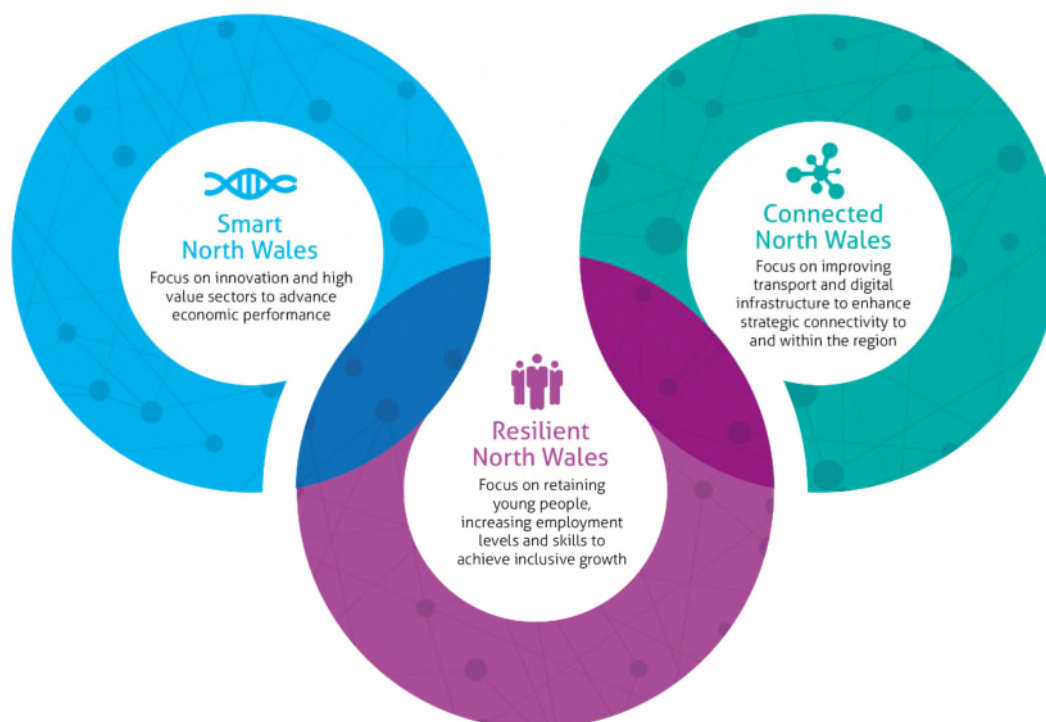 Smart
North Wales
Focus on innovation and high
value sectors to advance
economic performance
Connected
North Wales
Focus on improving
transport and digital
infrastructure to enhance
strategic connectivity to
and within the region
Resilient
North Wales
Focus on retaining
young people,
increasing employment
levels and skills to
achieve inclusive growth